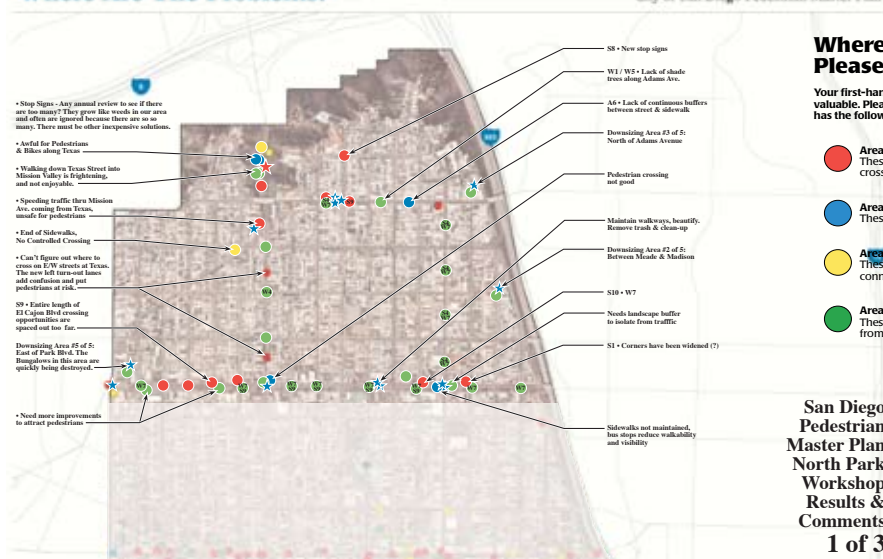 • Stop Signs - Any annual review to see if there
are too many? They grow like weeds in our area
and often are ignored because there are so so
many. There must be other inexpensive solutions.
• Awful for Pedestrians
& Bikes along Texas
• Walking down Texas Street into
Mission Valley is frightening,
and not enjoyable.
• Speeding traffic thru Mission
Ave. coming from Texas,
unsafe for pedestrians
• End of Sidewalks,
No Controlled Crossing
• Can't figure out where to
cross on E/W streets at Texas.
The new left turn-out lanes
add confusion and put
pedestrians at risk.
S9 • Entire length of
El Cajon Blvd crossing
opportunities are
spaced out too far.
Downsizing Area #5 of 5:
East of Park Blvd. The
Bungalows in this area are
quickly being destroyed.
• Need more improvements
to attract pedestrians
S8 • New stop signs
W1 / W5 • Lack of shade
trees along Adams Ave.
A6 • Lack of continuous buffers
between street & sidewalk
Downsizing Area #3 of 5:
North of Adams Avenue
Pedestrian crossing
not good
Maintain walkways, beautify.
Remove trash & clean-up
Downsizing Area #2 of 5:
Between Meade & Madison
S10 • W7
Needs landscape buffer
to isolate from trafffic
S1 • Corners have been widened (?)
Sidewalks not maintained,
bus stops reduce walkability
and visibility
Where
Please
Your first-har
valuable. Plea
has the follow
Area
These
cross
Area
These
Area
These
conn
Area
These
from
San Diego
Pedestrian
Master Plan
North Park
Workshop
Results &
Comments
1 of 3